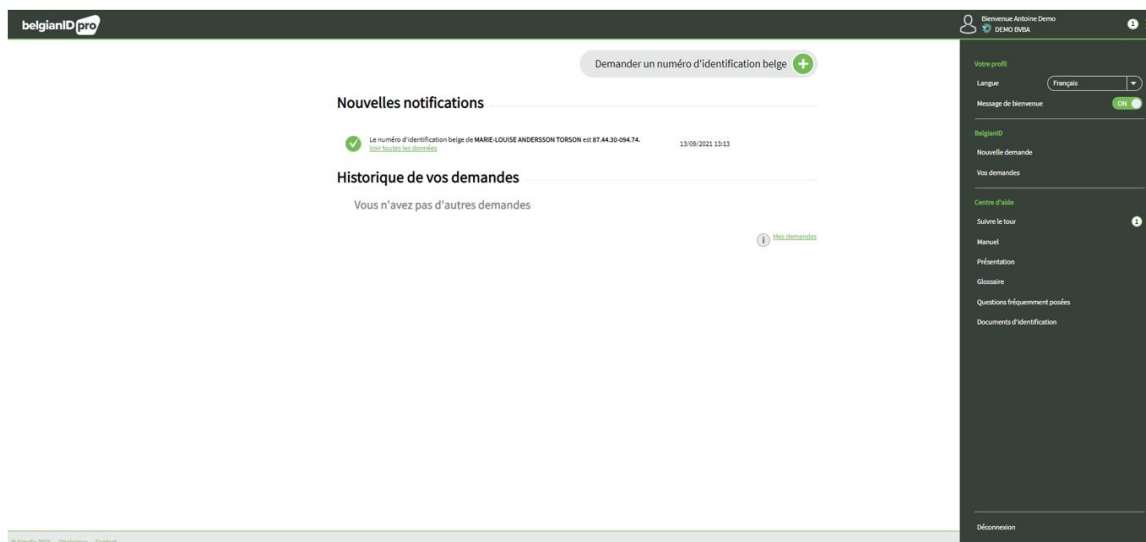 belgianID pro
Bienvenue Antoine Demo
DEMO BVBA
1
Demander un numéro d'identification belge
Nouvelles notifications
Le numéro d'identification belge de MARIE-LOUISE ANDERSSON TORSON est 87.44.30-094.74.
Voir toutes les données
13/09/2021 13:13
Historique de vos demandes
Vous n'avez pas d'autres demandes
i Mes demandes
Votre profil
Langue Français
Message de bienvenue ON
BelgianID
Nouvelle demande
Vos demandes
Centre d'aide
Suivre le tour 1
Manuel
Présentation
Glossaire
Questions fréquemment posées
Documents d'identification
Déconnexion